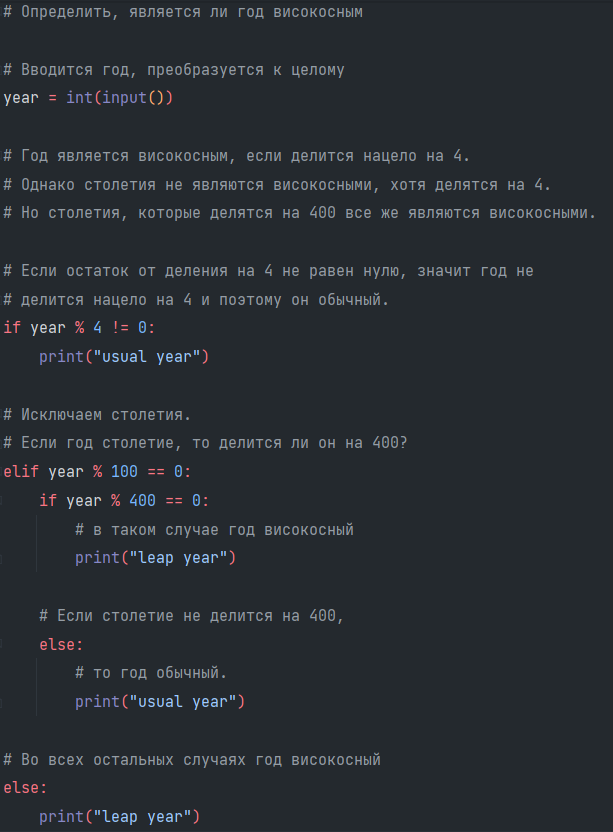 # Определить, является ли год високосным
# Вводится год, преобразуется к целому
year = int(input())
# Год является високосным, если делится нацело на 4.
# Однако столетия не являются високосными, хотя делятся на 4.
# Но столетия, которые делятся на 400 все же являются високосными.
# Если остаток от деления на 4 не равен нулю, значит год не
# делится нацело на 4 и поэтому он обычный.
if year % 4 != 0:
    print("usual year")
# Исключаем столетия.
# Если год столетие, то делится ли он на 400?
elif year % 100 == 0:
    if year % 400 == 0:
        # в таком случае год високосный
        print("leap year")
    # Если столетие не делится на 400,
    else:
        # то год обычный.
        print("usual year")
# Во всех остальных случаях год високосный
else:
    print("leap year")